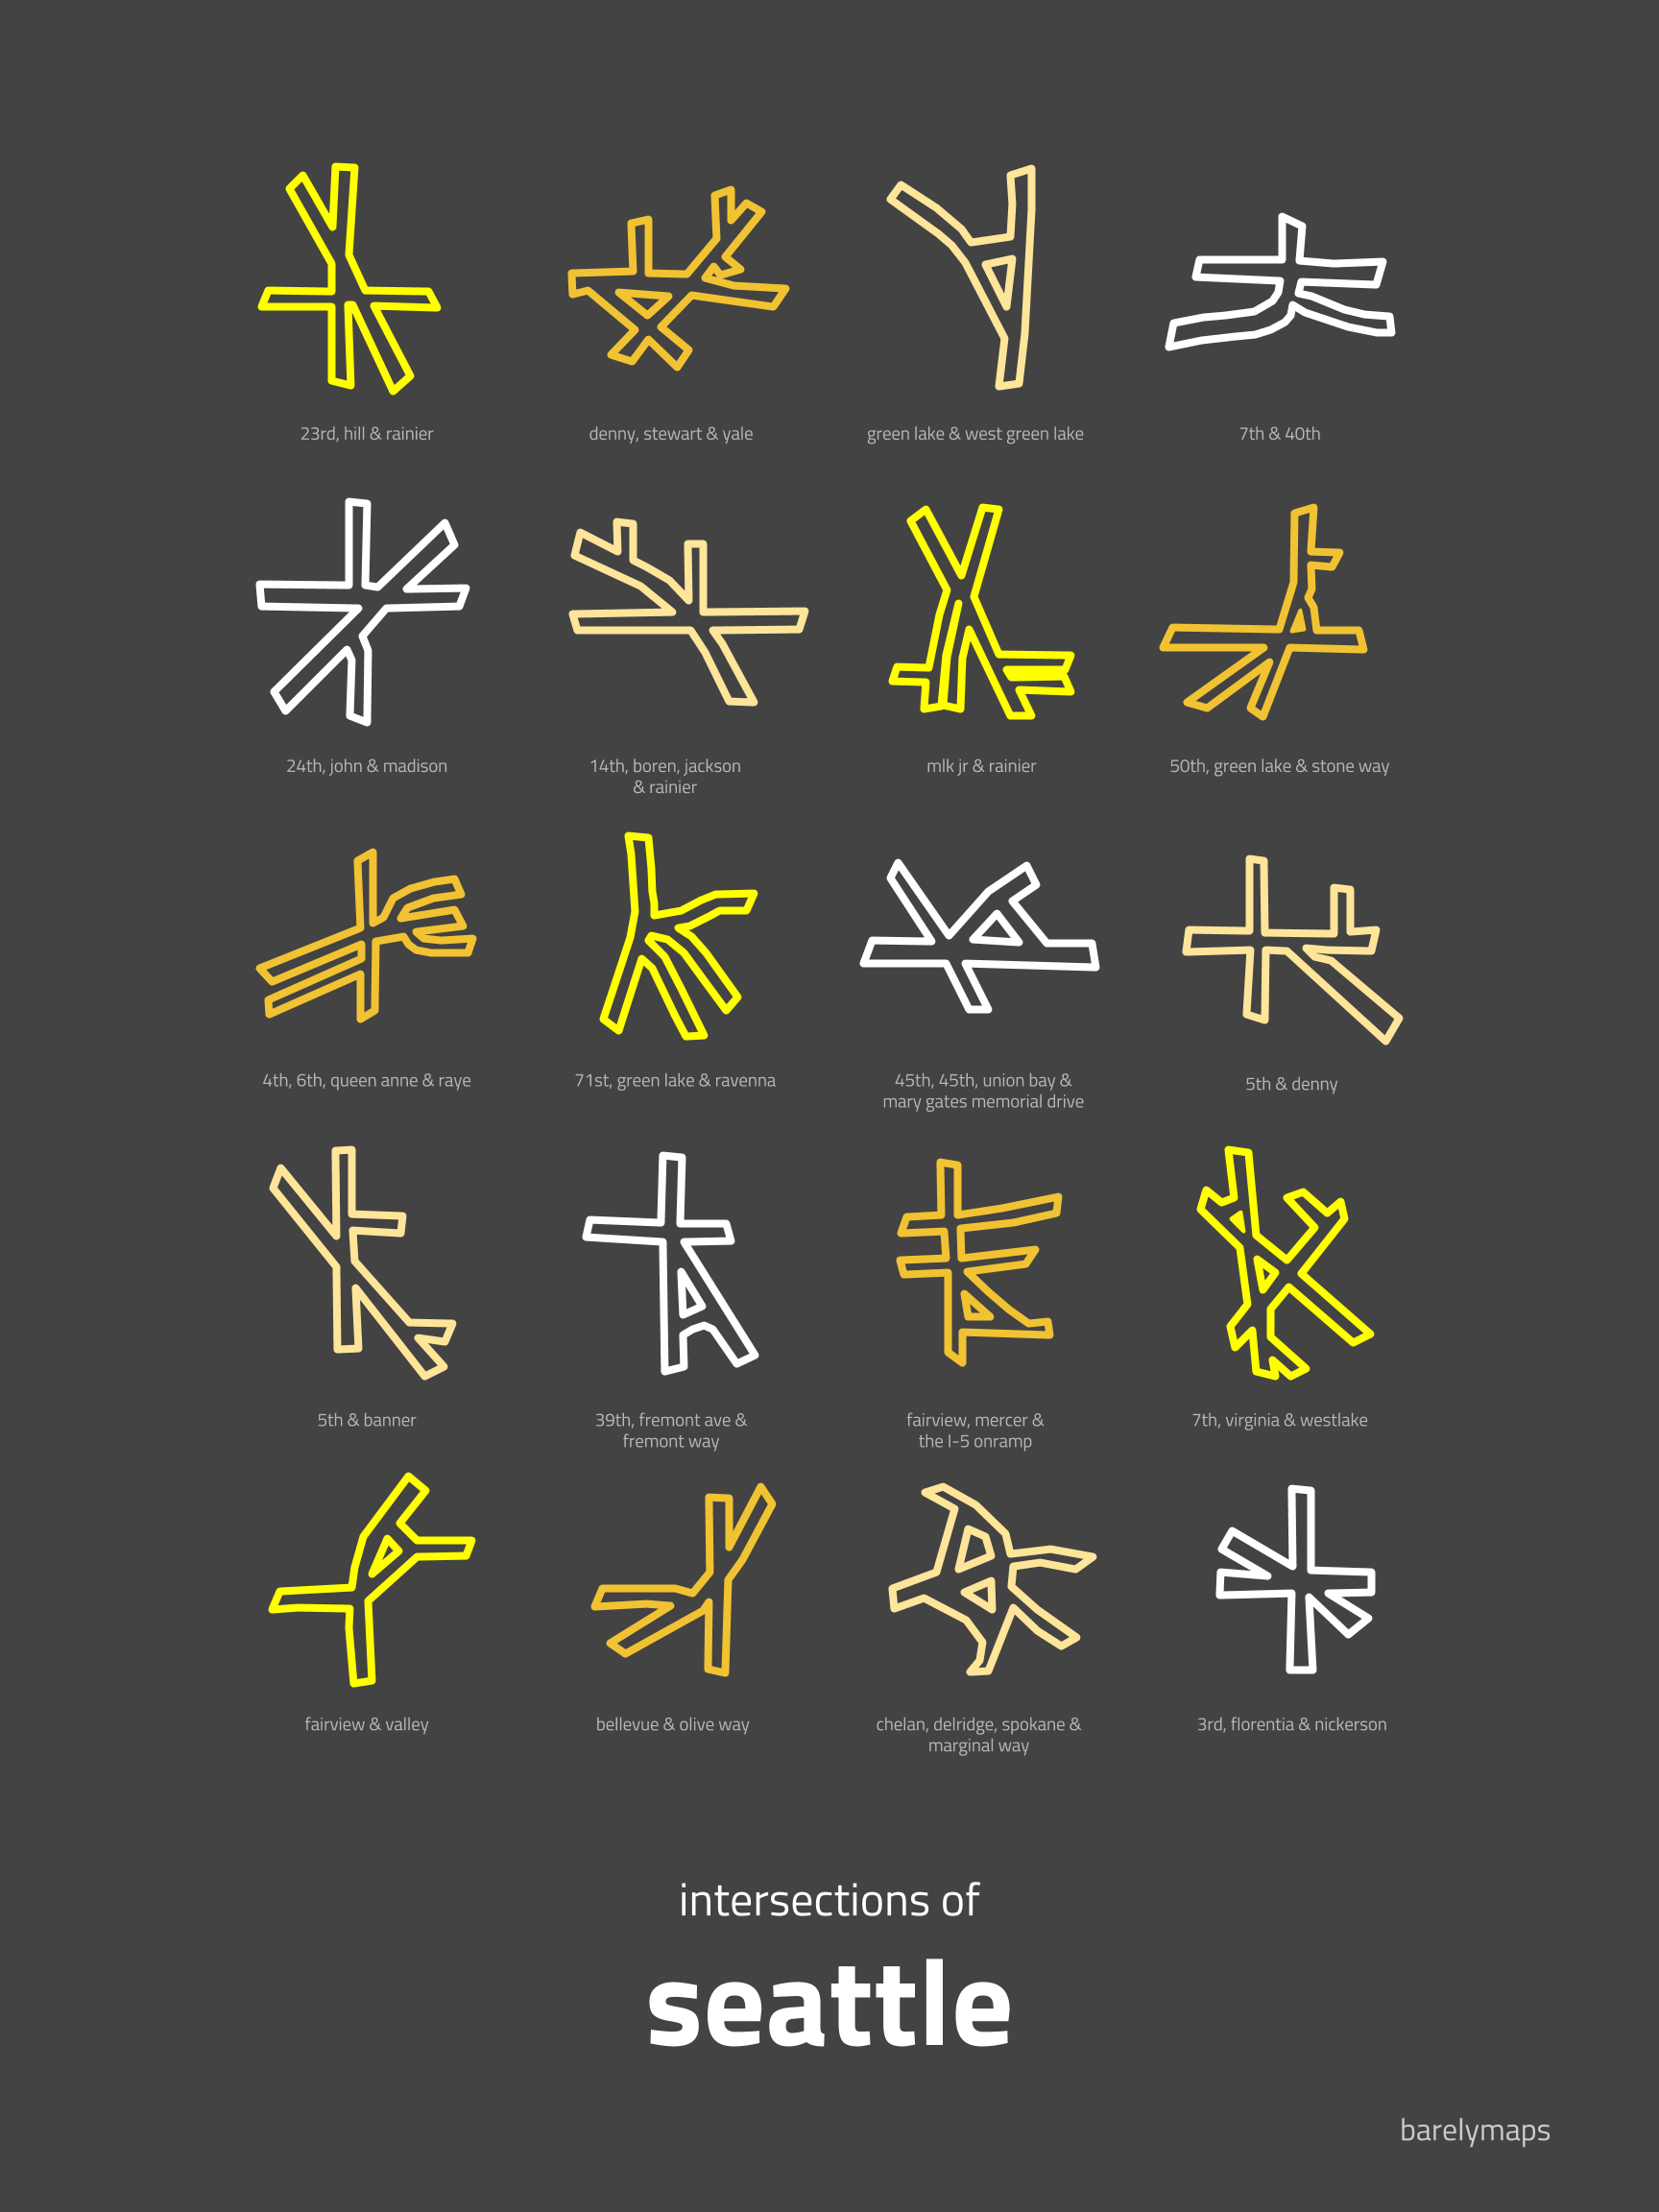 23rd, hill & rainier
denny, stewart & yale
green lake & west green lake
7th & 40th
24th, john & madison
14th, boren, jackson
& rainier
mlk jr & rainier
50th, green lake & stone way
4th, 6th, queen anne & raye
71st, green lake & ravenna
45th, 45th, union bay &
mary gates memorial drive
5th & denny
5th & banner
39th, fremont ave &
fremont way
fairview, mercer &
the I-5 onramp
7th, virginia & westlake
fairview & valley
bellevue & olive way
chelan, delridge, spokane &
marginal way
3rd, florentia & nickerson
intersections of
seattle
barelymaps